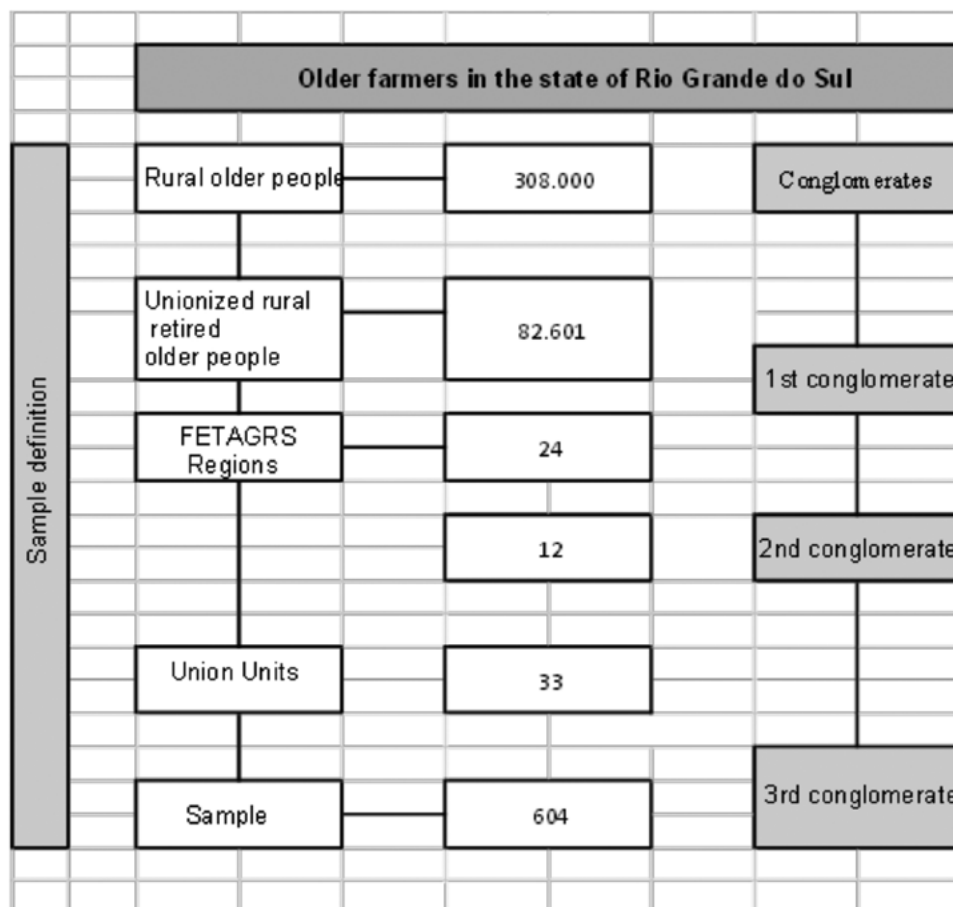 Older farmers in the state of Rio Grande do Sul
Sample definition
Rural older people
308.000
Conglomerates
Unionized rural
retired
older people
82.601
1st conglomerate
FETAGRS
Regions
24
12
2nd conglomerate
Union Units
33
Sample
604
3rd conglomerate